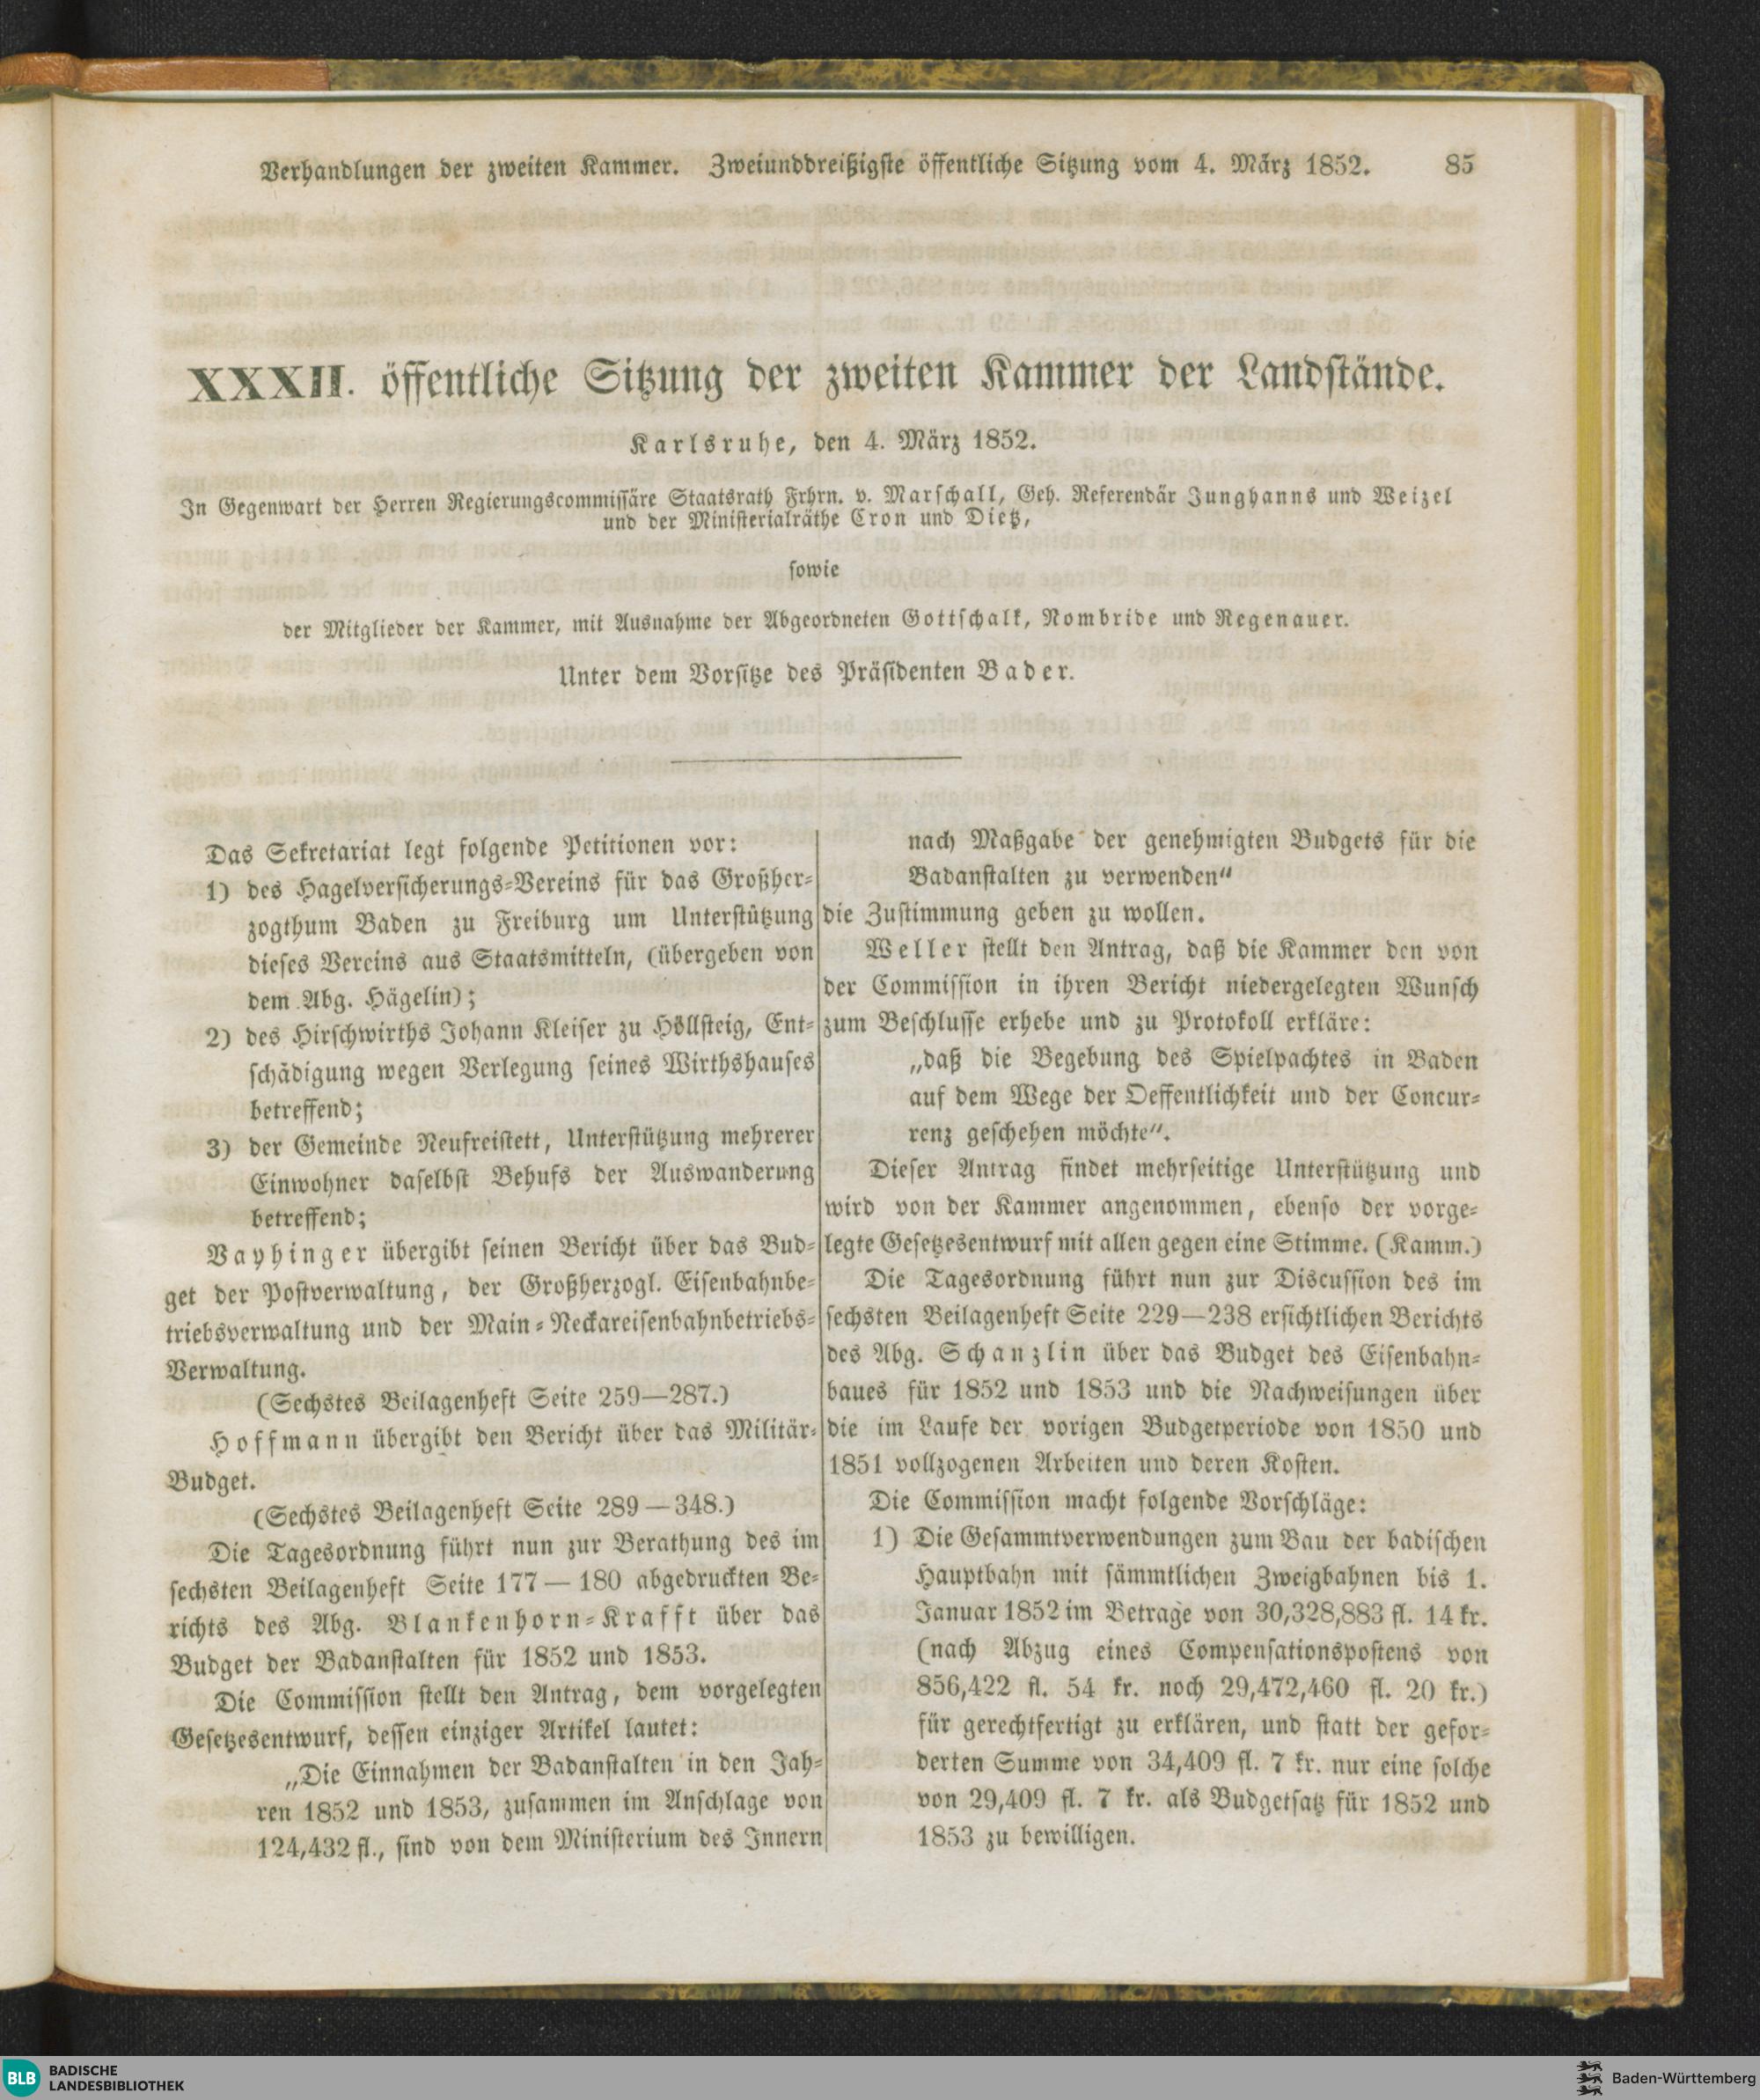 Verhandlungen der zweiten Kammer. Zweiunddreißigste öffentliche Sitzung vom 4. März 1852. 85
XXXII. öffentliche Sitzung der zweiten Kammer der Landstände.
Karlsruhe, den 4. März 1852.
In Gegenwart der Herren Regierungscommissäre Staatsrath Frhrn. v. Marschall, Geh. Referendär Junghanns und Weizel
und der Ministerialräthe Cron und Dietz,
sowie
der Mitglieder der Kammer, mit Ausnahme der Abgeordneten Gottschalk, Nombride und Regenauer.
Unter dem Vorsitze des Präsidenten Bader.
Das Sekretariat legt folgende Petitionen vor:
1) des Hagelversicherungs-Vereins für das Großher-
zogthum Baden zu Freiburg um Unterstützung
dieses Vereins aus Staatsmitteln, (übergeben von
dem Abg. Hägelin);
2) des Hirschwirths Johann Kleiser zu Höllsteig, Ent-
schädigung wegen Verlegung seines Wirthshauses
betreffend;
3) der Gemeinde Neufreistett, Unterstützung mehrerer
Einwohner daselbst Behufs der Auswanderung
betreffend;
Vayhinger übergibt seinen Bericht über das Bud-
get der Postverwaltung, der Großherzogl. Eisenbahnbe-
triebsverwaltung und der Main-Neckareisenbahnbetriebs-
Verwaltung.
(Sechstes Beilagenheft Seite 259—287.)
Hoffmann übergibt den Bericht über das Militär-
Budget.
(Sechstes Beilagenheft Seite 289—348.)
Die Tagesordnung führt nun zur Berathung des im
sechsten Beilagenheft Seite 177—180 abgedruckten Be-
richts des Abg. Blankenhorn-Krafft über das
Budget der Badanstalten für 1852 und 1853.
Die Commission stellt den Antrag, dem vorgelegten
Gesetzesentwurf, dessen einziger Artikel lautet:
„Die Einnahmen der Badanstalten in den Jah-
ren 1852 und 1853, zusammen im Anschlage von
124,432 fl., sind von dem Ministerium des Innern
nach Maßgabe der genehmigten Budgets für die
Badanstalten zu verwenden“
die Zustimmung geben zu wollen.
Weller stellt den Antrag, daß die Kammer den von
der Commission in ihren Bericht niedergelegten Wunsch
zum Beschlusse erhebe und zu Protokoll erkläre:
„daß die Begebung des Spielpachtes in Baden
auf dem Wege der Oeffentlichkeit und der Concur-
renz geschehen möchte“.
Dieser Antrag findet mehrseitige Unterstützung und
wird von der Kammer angenommen, ebenso der vorge-
legte Gesetzesentwurf mit allen gegen eine Stimme. (Kamm.)
Die Tagesordnung führt nun zur Discussion des im
sechsten Beilagenheft Seite 229—238 ersichtlichen Berichts
des Abg. Schanzlin über das Budget des Eisenbahn-
baues für 1852 und 1853 und die Nachweisungen über
die im Laufe der vorigen Budgetperiode von 1850 und
1851 vollzogenen Arbeiten und deren Kosten.
Die Commission macht folgende Vorschläge:
1) Die Gesammtverwendungen zum Bau der badischen
Hauptbahn mit sämmtlichen Zweigbahnen bis 1.
Januar 1852 im Betrage von 30,328,883 fl. 14 kr.
(nach Abzug eines Compensationspostens von
856,422 fl. 54 kr. noch 29,472,460 fl. 20 kr.)
für gerechtfertigt zu erklären, und statt der gefor-
derten Summe von 34,409 fl. 7 kr. nur eine solche
von 29,409 fl. 7 kr. als Budgetsatz für 1852 und
1853 zu bewilligen.
BLB BADISCHE
LANDESBIBLIOTHEK
Baden-Württemberg